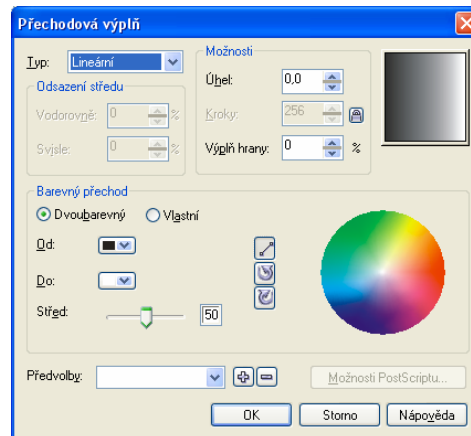 Přechodová výplň
Typ: Lineární
Odsazení středu
Vodorovně: 0 %
Svisle: 0 %
Možnosti
Úhel: 0,0
Kroky: 256
Výplň hrany: 0 %
Barevný přechod
Dvoubarevný Vlastní
Od:
Do:
Střed: 50
Předvolby:
Možnosti PostScriptu...
OK Storno Nápověda